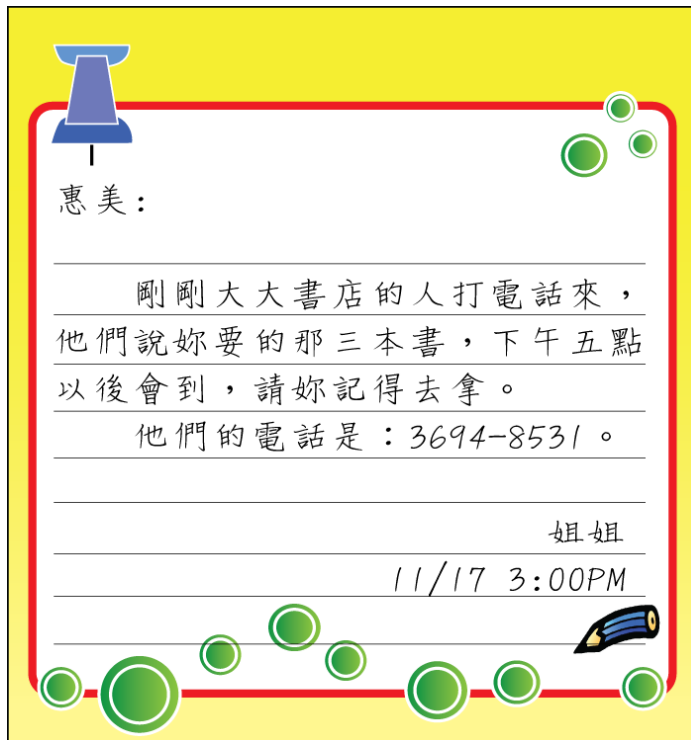 惠美：
剛剛大大書店的人打電話來，
他們說妳要的那三本書，下午五點
以後會到，請妳記得去拿。
他們的電話是：3694-8531。
姐姐
11/17 3:00PM